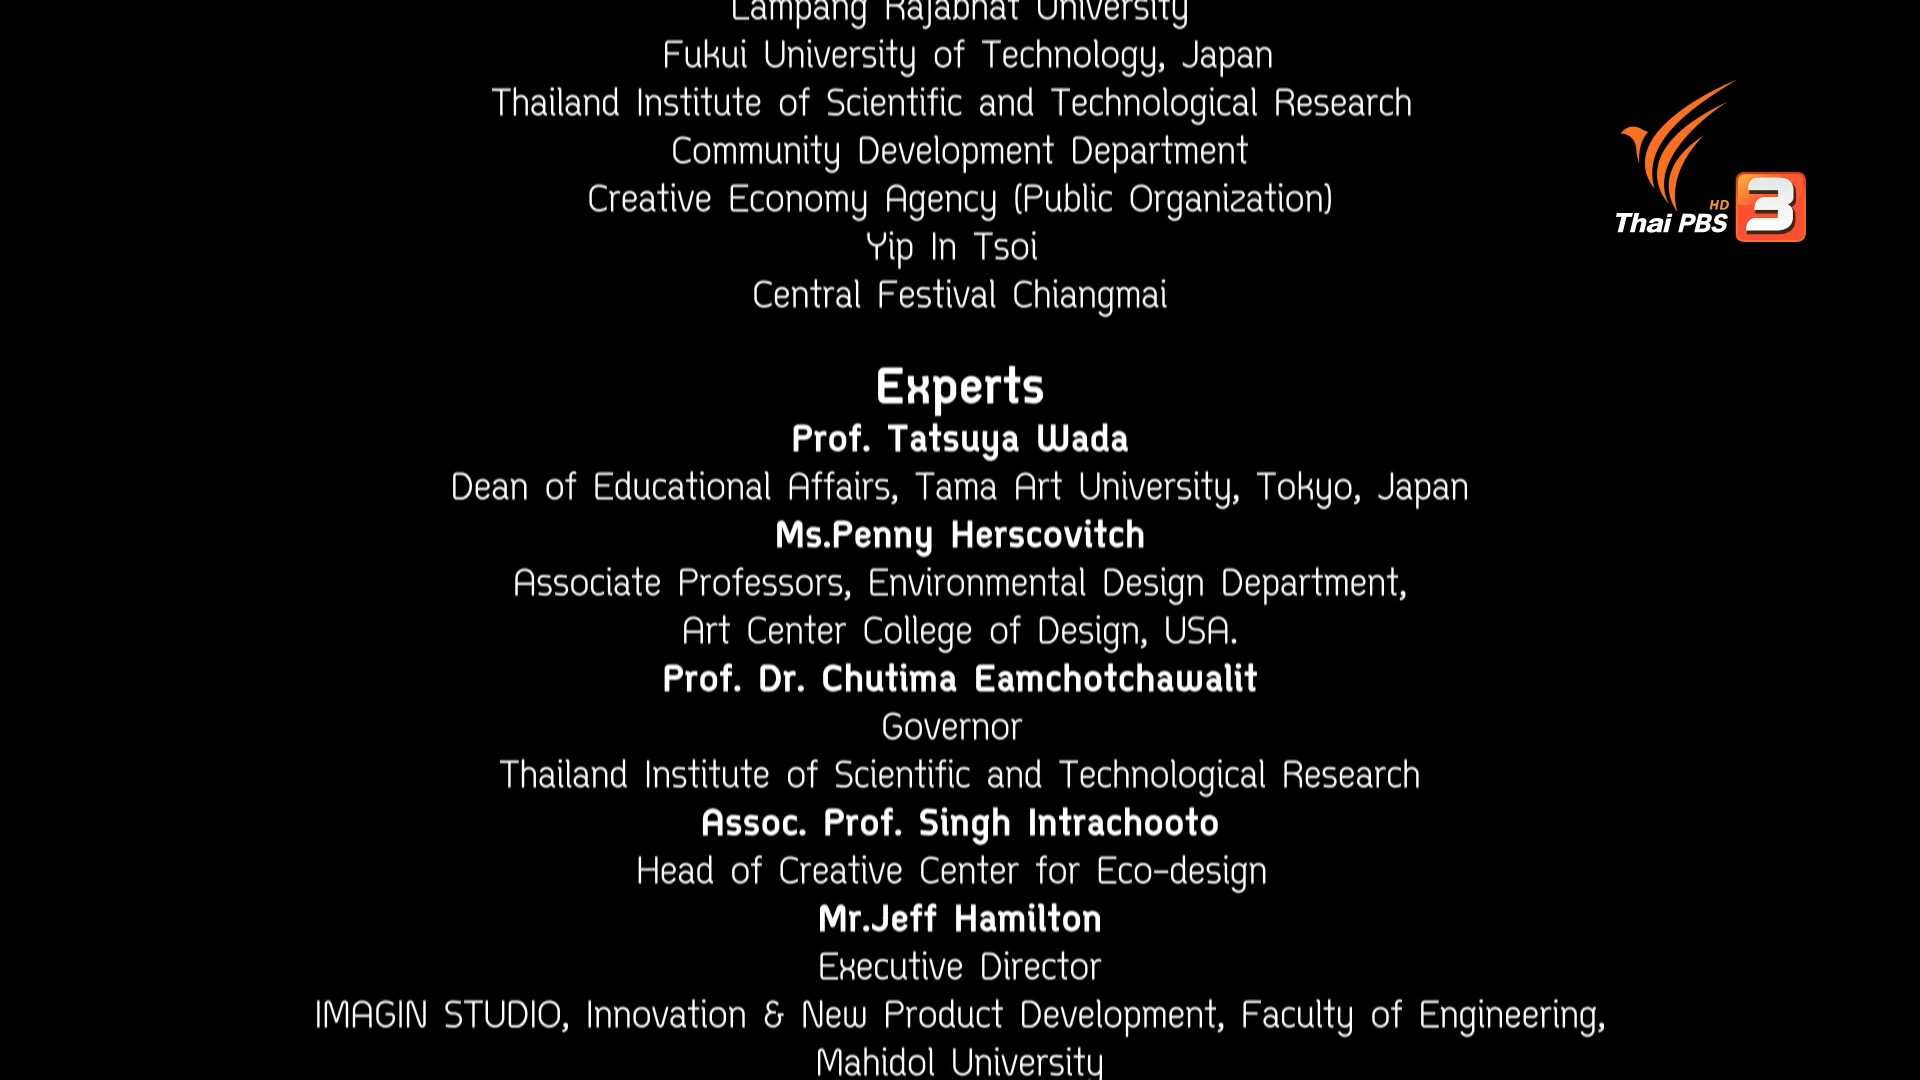 Lampang Rajabhat University
Fukui University of Technology, Japan
Thailand Institute of Scientific and Technological Research
Community Development Department
Creative Economy Agency (Public Organization)
Yip In Tsoi
Central Festival Chiangmai
HD
Thai PBS 3
Experts
Prof. Tatsuya Wada
Dean of Educational Affairs, Tama Art University, Tokyo, Japan
Ms.Penny Herscovitch
Associate Professors, Environmental Design Department,
Art Center College of Design, USA.
Prof. Dr. Chutima Eamchotchawalit
Governor
Thailand Institute of Scientific and Technological Research
Assoc. Prof. Singh Intrachooto
Head of Creative Center for Eco-design
Mr.Jeff Hamilton
Executive Director
IMAGIN STUDIO, Innovation & New Product Development, Faculty of Engineering,
Mahidol University